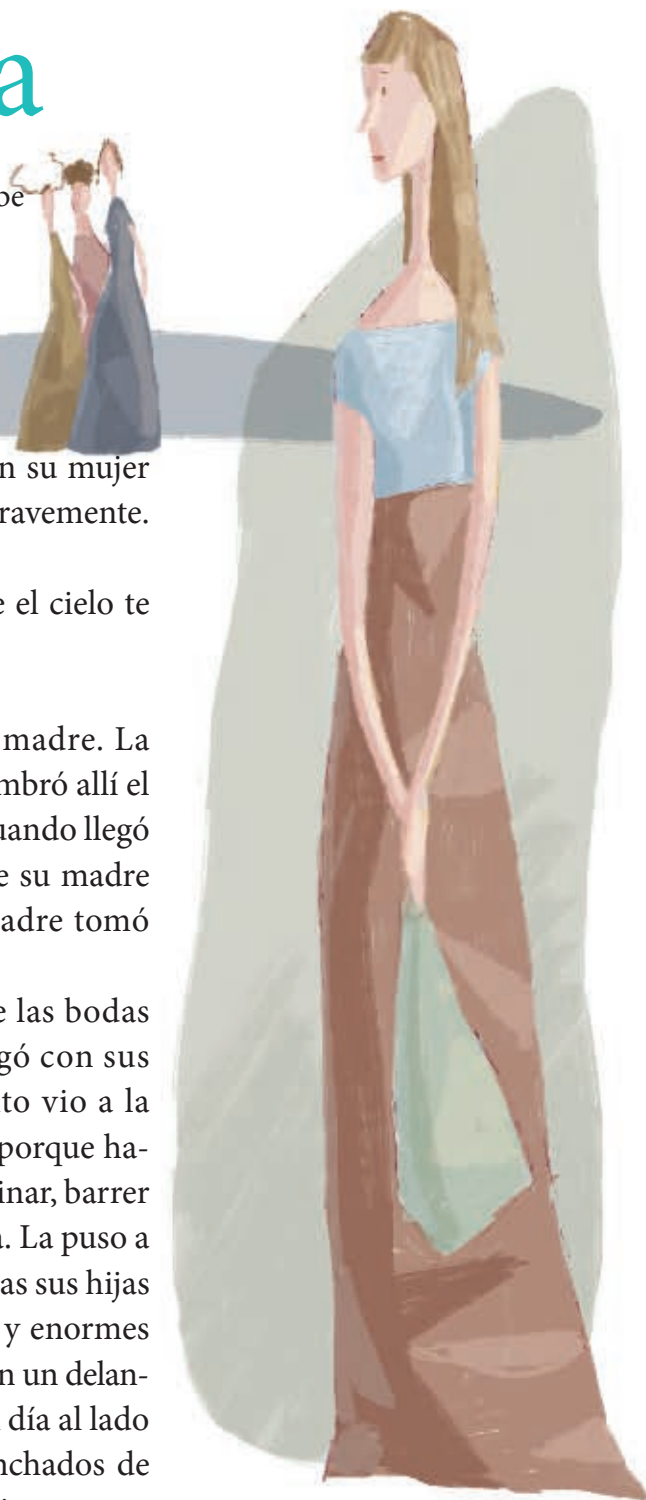 a
be
n su mujer
ravemente.
e el cielo te
madre. La
mbró allí el
uando llegó
e su madre
adre tomó
e las bodas
gó con sus
to vio a la
porque ha-
inar, barrer
a. La puso a
as sus hijas
y enormes
n un delan-
día al lado
nchados de